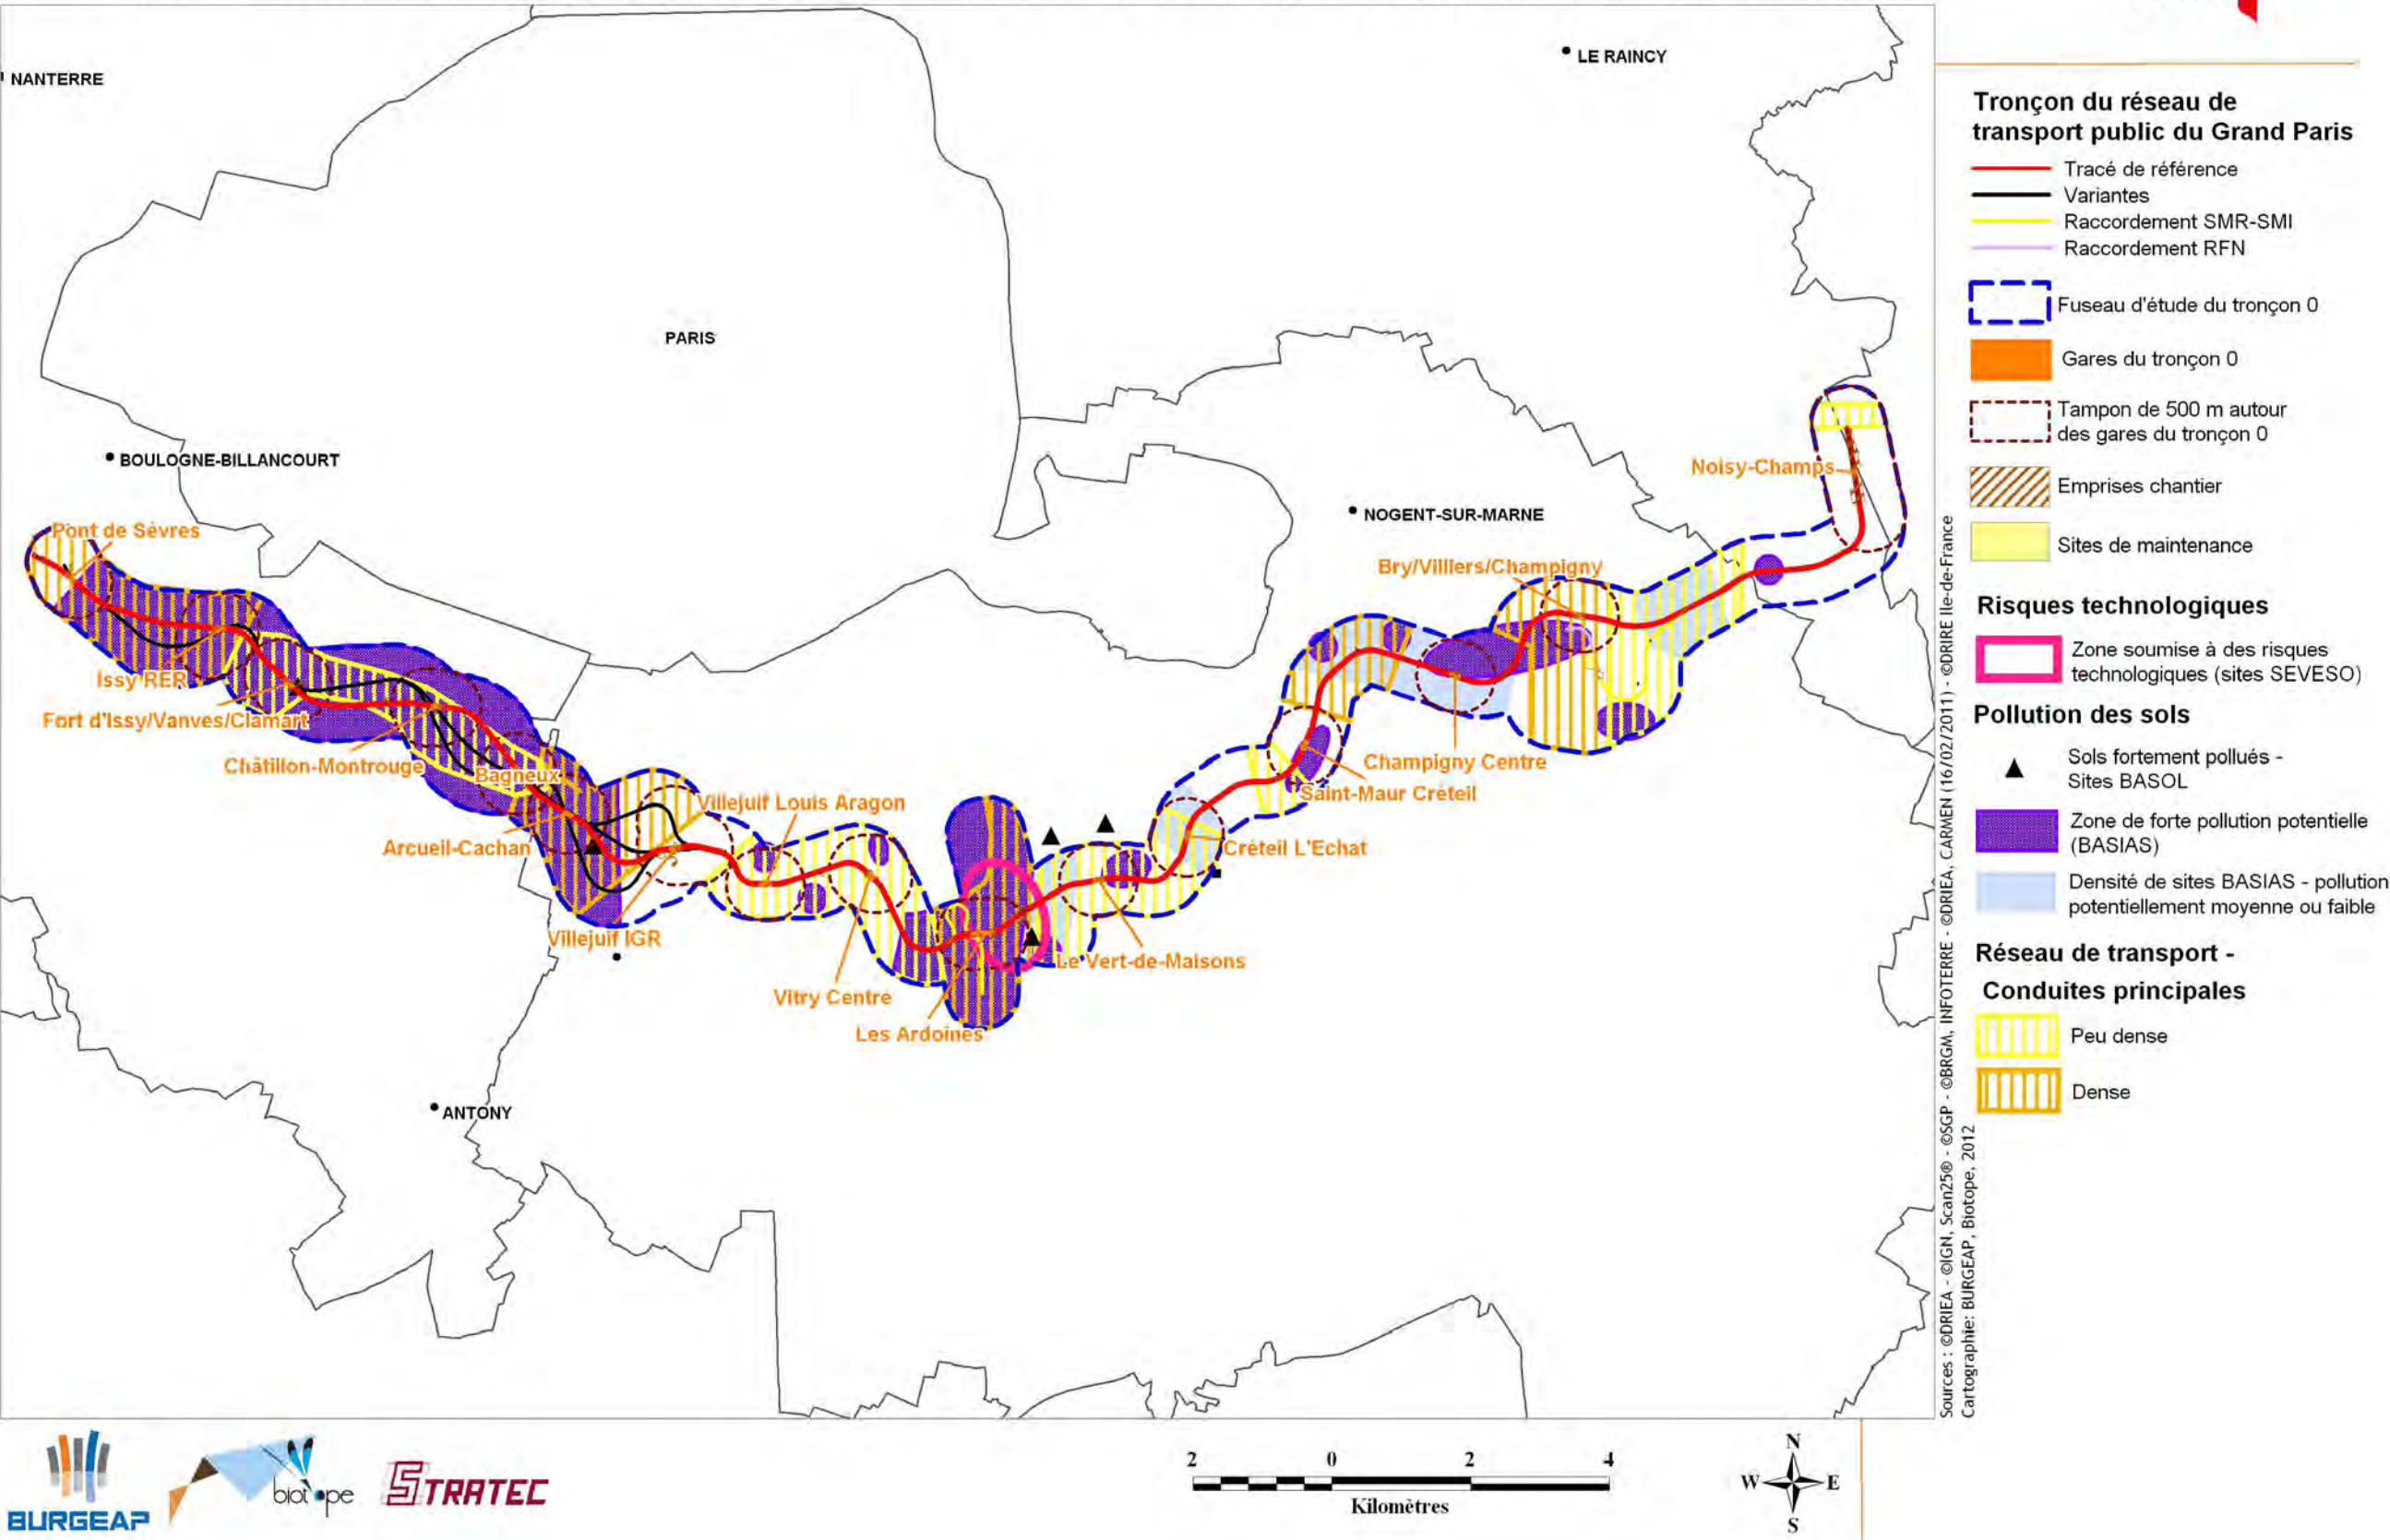 NANTERRE
LE RAINCY
PARIS
BOULOGNE-BILLANCOURT
Noisy-Champs
NOGENT-SUR-MARNE
Pont de Sèvres
Bry/Villiers/Champigny
Issy RER
Fort d'Issy/Vanves/Clamart
Châtillon-Montrouge
Bagneux
Champigny Centre
Saint-Maur Créteil
Villejuif Louis Aragon
Arcueil-Cachan
Créteil L'Echat
Villejuif IGR
Le Vert-de-Maisons
Vitry Centre
Les Ardoines
ANTONY
Tronçon du réseau de
transport public du Grand Paris
Tracé de référence
Variantes
Raccordement SMR-SMI
Raccordement RFN
Fuseau d'étude du tronçon 0
Gares du tronçon 0
Tampon de 500 m autour
des gares du tronçon 0
Emprises chantier
Sites de maintenance
Risques technologiques
Zone soumise à des risques
technologiques (sites SEVESO)
Pollution des sols
Sols fortement pollués -
Sites BASOL
Zone de forte pollution potentielle
(BASIAS)
Densité de sites BASIAS - pollution
potentiellement moyenne ou faible
Réseau de transport -
Conduites principales
Peu dense
Dense
Sources : ©DRIEA - ©IGN, Scan25® - ©SGP - ©BRGM, INFOTERRE - ©DRIEA, CARMEN (16/02/2011) - ©DRIRE Ile-de-France
Cartographie: BURGEAP, Biotope, 2012
BURGEAP
biotope
STRATEC
2 0 2 4
Kilomètres
N
W E
S